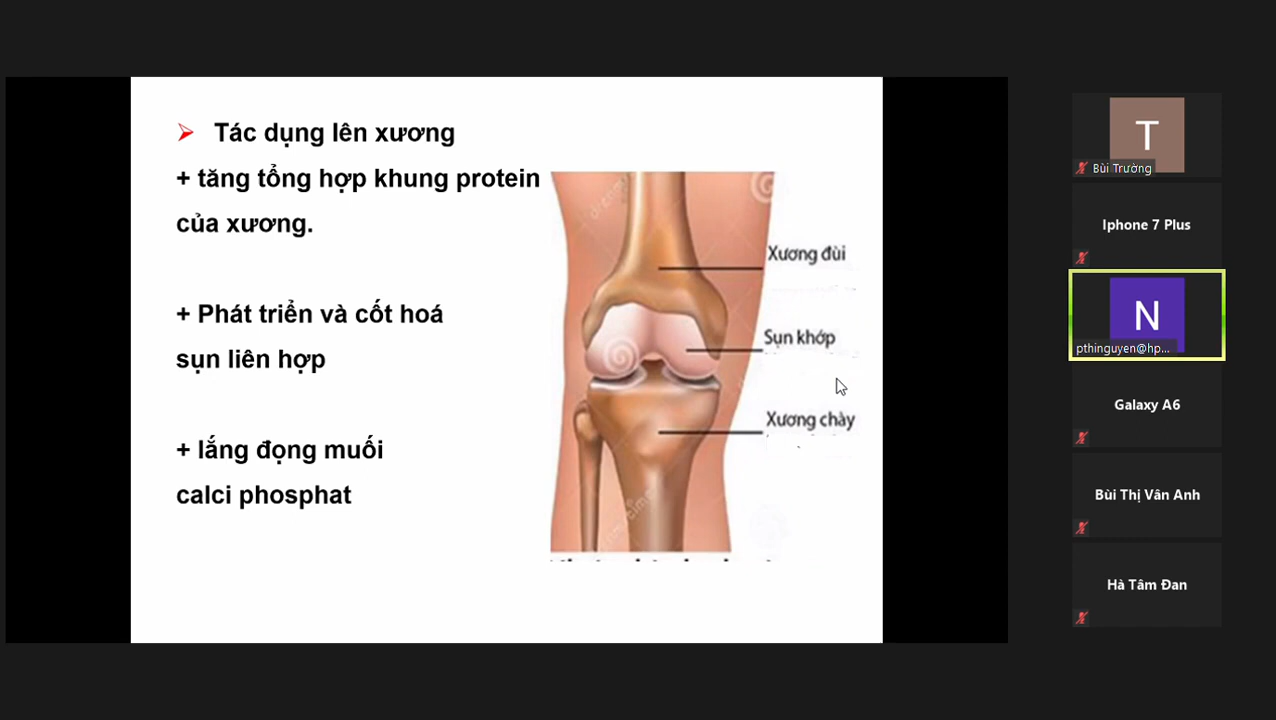 Tác dụng lên xương
+ tăng tổng hợp khung protein
của xương.
+ Phát triển và cốt hoá
sụn liên hợp
+ lắng đọng muối
calci phosphat
Xương đùi
Sụn khớp
Xương chày
T
Bùi Trường
Iphone 7 Plus
N
pthinguyen@hp...
Galaxy A6
Bùi Thị Vân Anh
Hà Tâm Đan